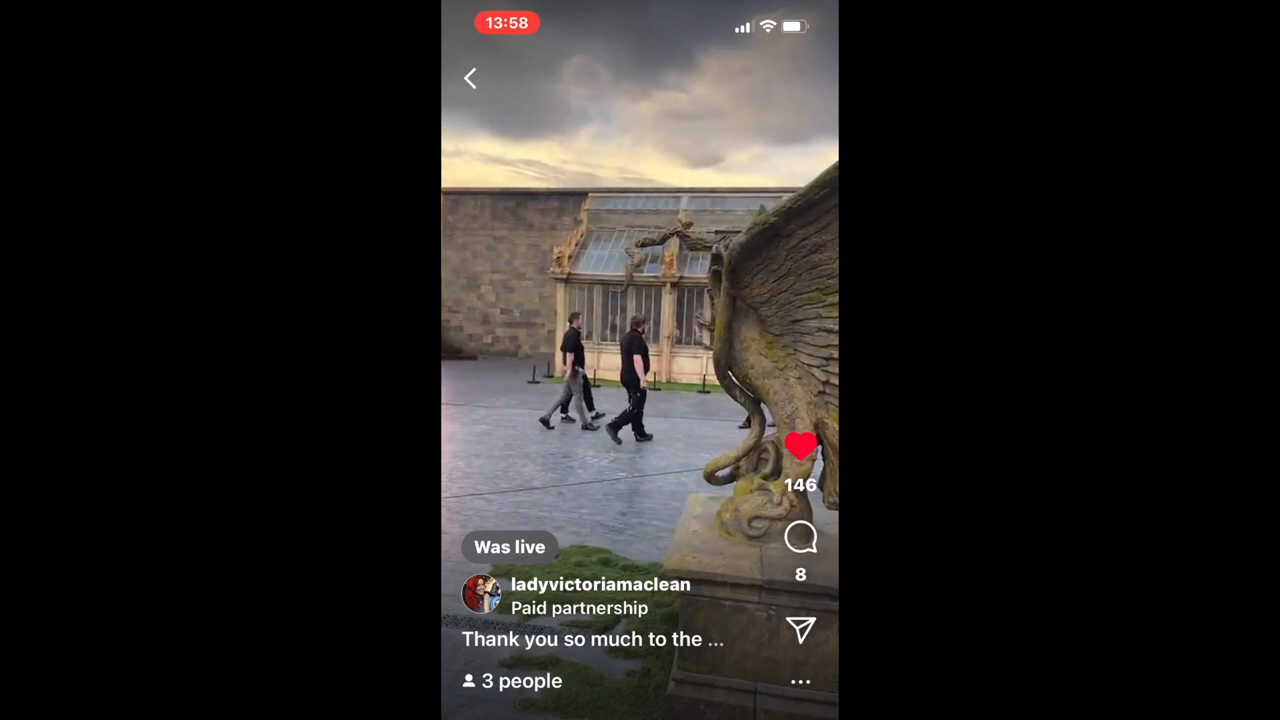 13:58
Was live
ladyvictoriamaclean
Paid partnership
Thank you so much to the ...
3 people
146
8